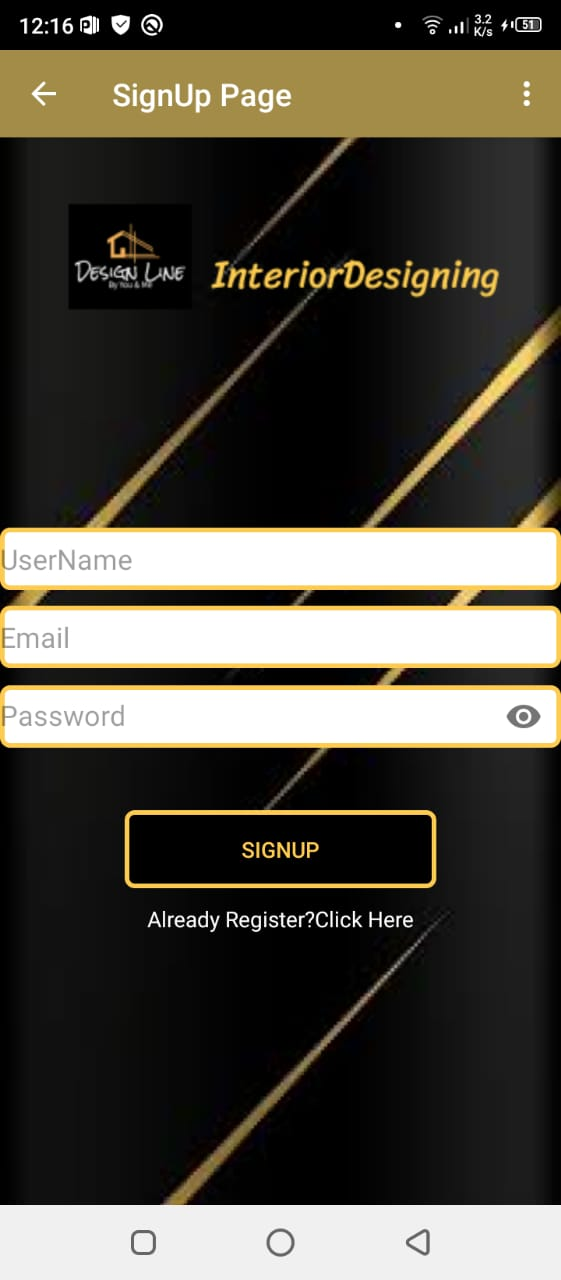 12:16
3.2
K/s
51
SignUp Page
DESIGN LINE
By You & Me
InteriorDesigning
UserName
Email
Password
SIGNUP
Already Register?Click Here